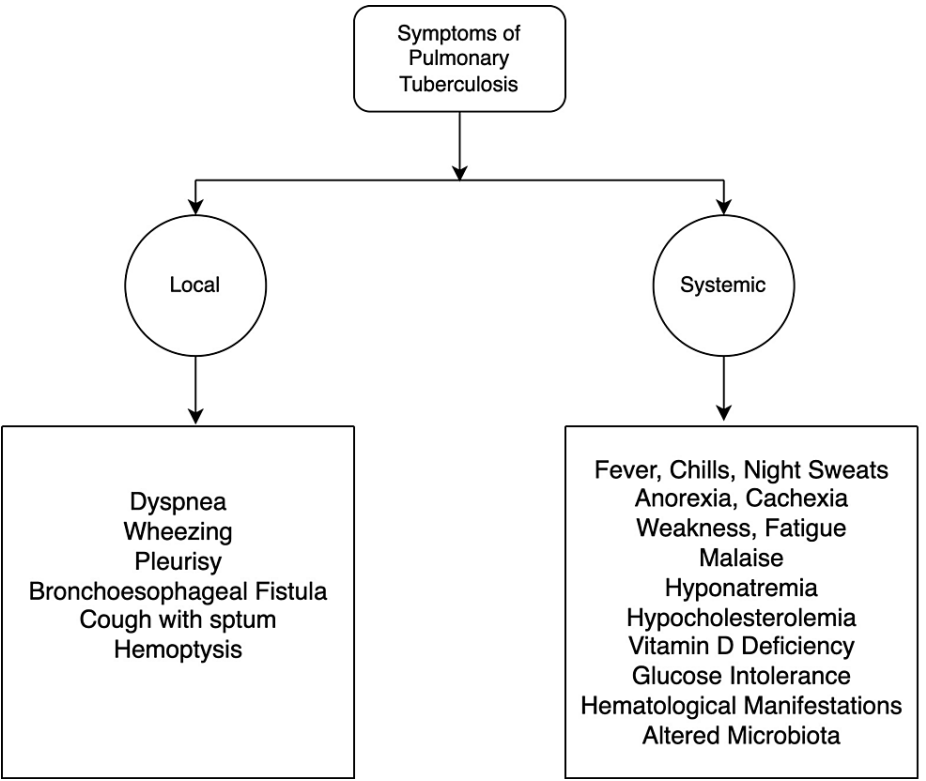 Symptoms of
Pulmonary
Tuberculosis
Local
Systemic
Dyspnea
Wheezing
Pleurisy
Bronchoesophageal Fistula
Cough with sptum
Hemoptysis
Fever, Chills, Night Sweats
Anorexia, Cachexia
Weakness, Fatigue
Malaise
Hyponatremia
Hypocholesterolemia
Vitamin D Deficiency
Glucose Intolerance
Hematological Manifestations
Altered Microbiota